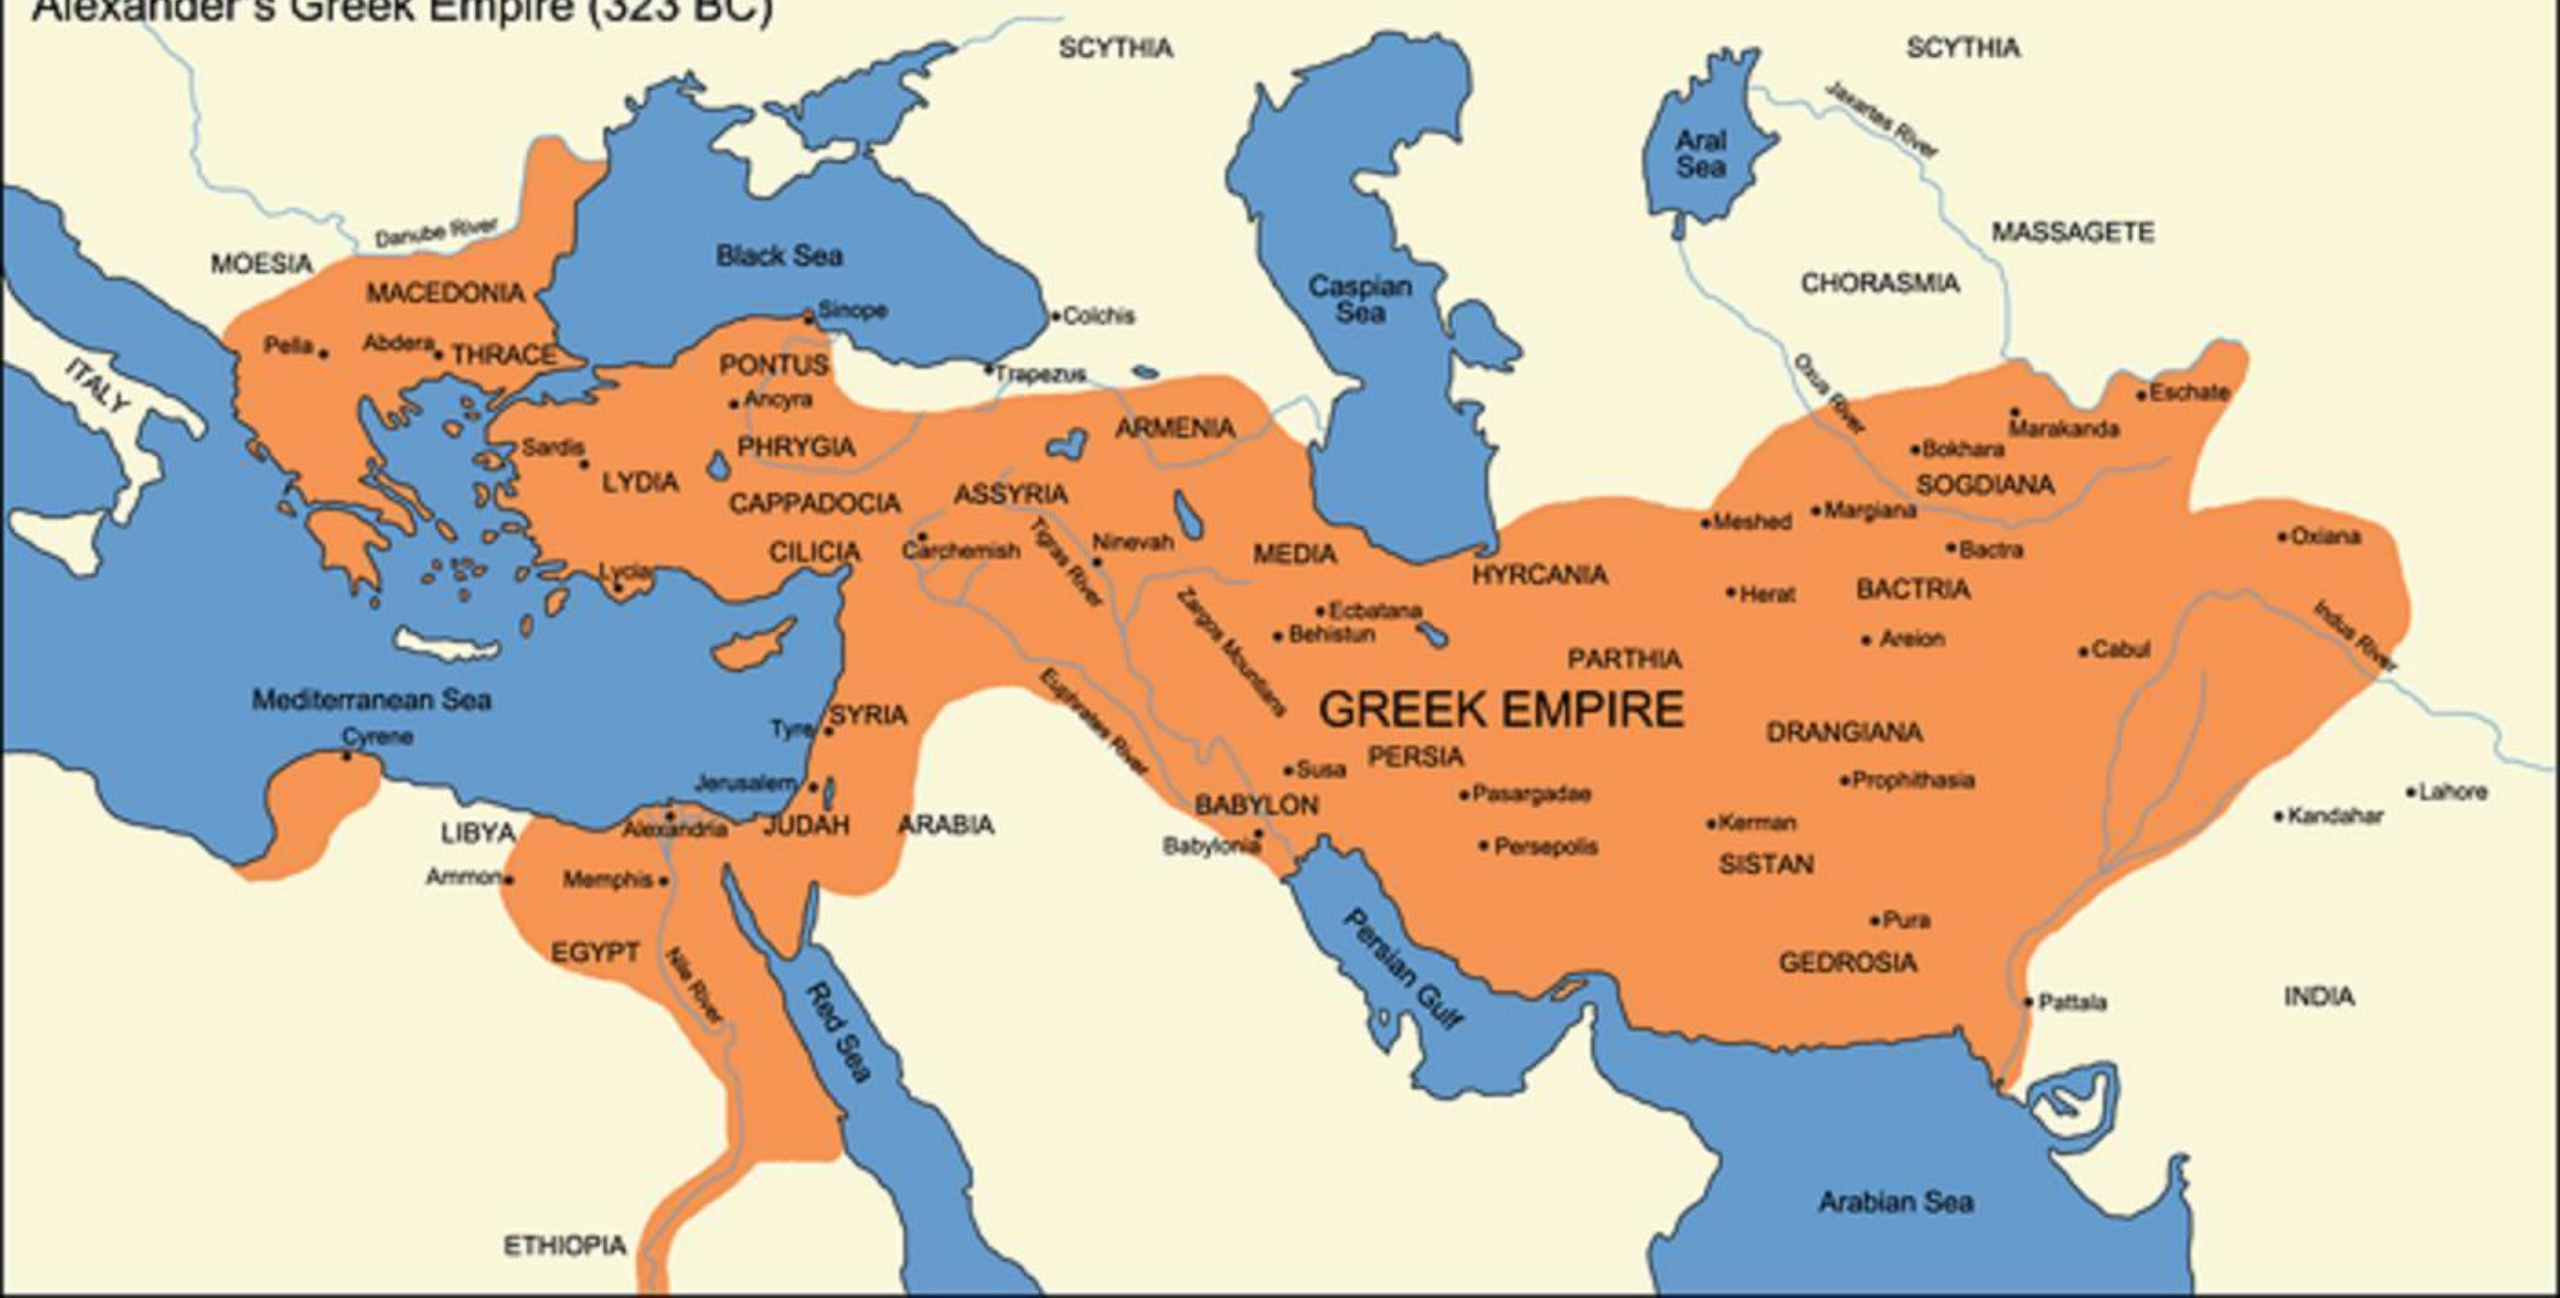 Alexander's Greek Empire (323 BC)
SCYTHIA
SCYTHIA
Jaxartes River
Aral
Sea
MASSAGETE
Danube River
MOESIA
Black Sea
CHORASMIA
MACEDONIA
Caspian
Sea
Sinope
Colchis
Pella
Abdera
THRACE
ITALY
PONTUS
Trapezus
Oxus River
Eschate
Ancyra
ARMENIA
Marakanda
Sardis
PHRYGIA
Bokhara
LYDIA
SOGDIANA
CAPPADOCIA
ASSYRIA
Meshed
Margiana
Tigras River
Oxiana
Carchemish
Ninevah
CILICIA
MEDIA
Bactra
Lycia
HYRCANIA
Herat
BACTRIA
Zargos Mountians
Ecbatana
Behistun
Areion
Indus River
Cabul
PARTHIA
Mediterranean Sea
Euphrates River
GREEK EMPIRE
Cyrene
Tyre
SYRIA
DRANGIANA
PERSIA
Susa
Jerusalem
Prophithasia
Pasargadae
Lahore
BABYLON
LIBYA
Alexandria
JUDAH
ARABIA
Kerman
Kandahar
Babylonia
Persepolis
SISTAN
Ammon
Memphis
Pura
EGYPT
Nile River
Persian Gulf
GEDROSIA
Red Sea
Pattala
INDIA
Arabian Sea
ETHIOPIA